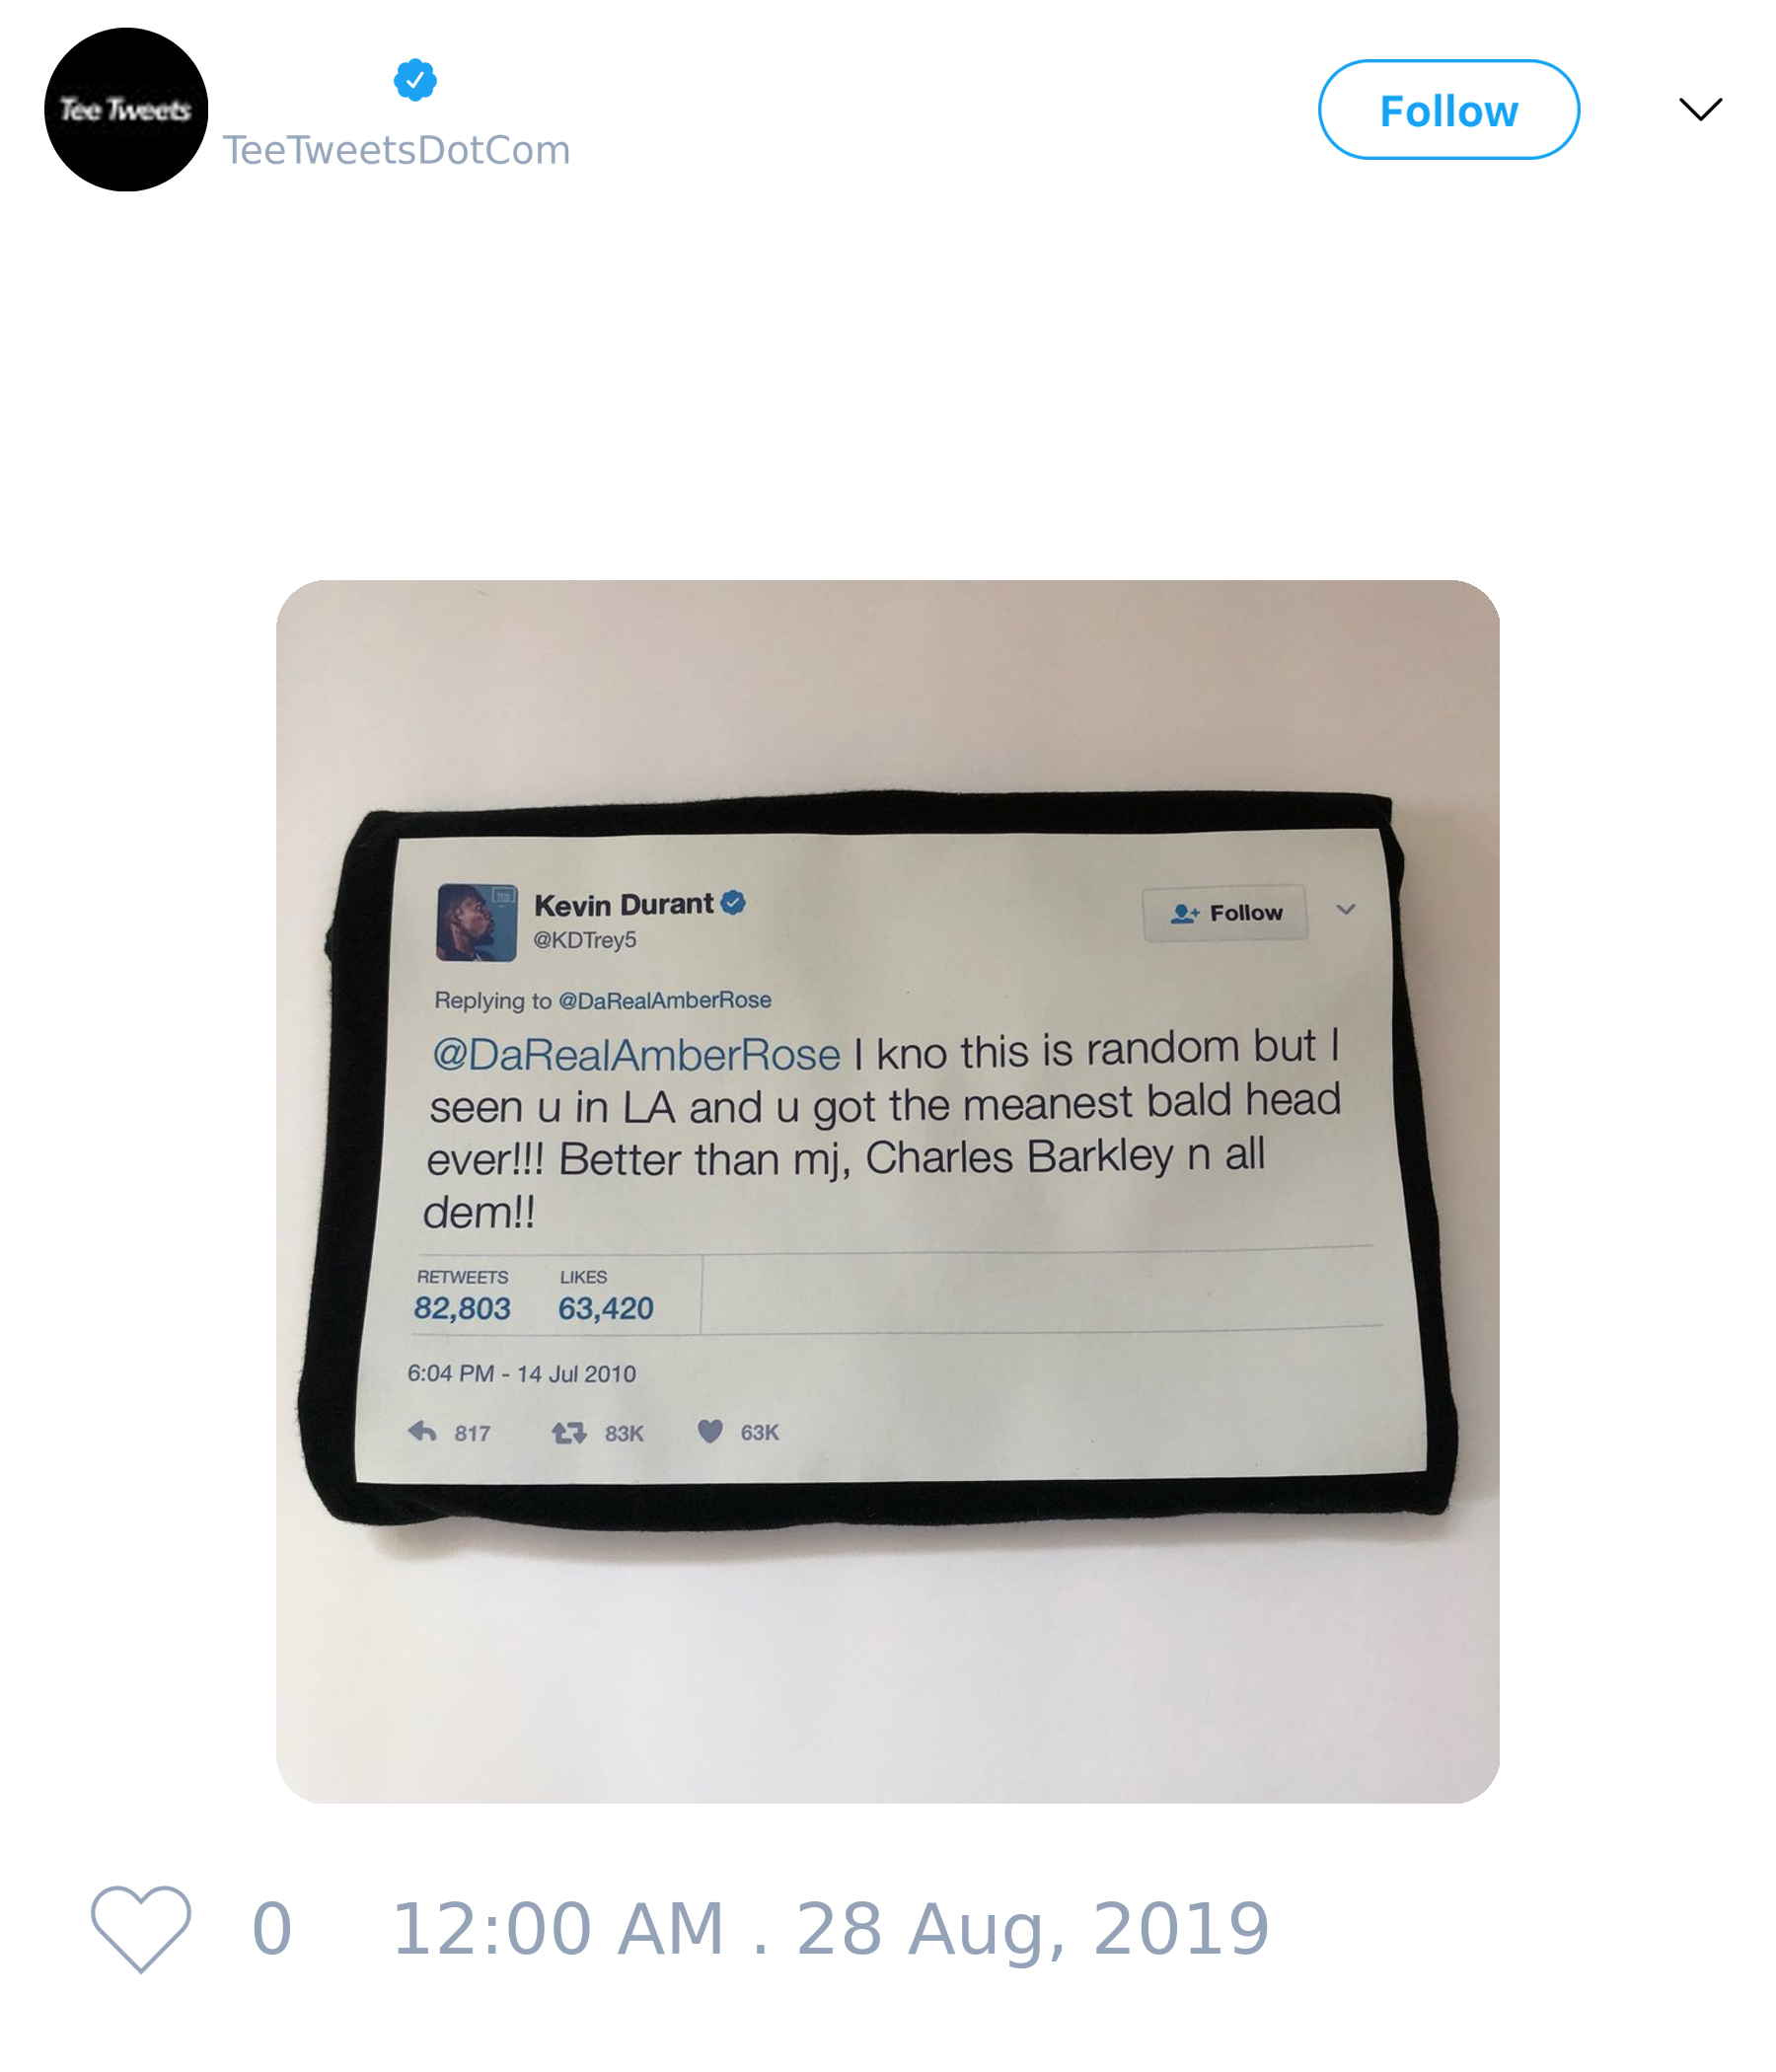 Tee Tweets
TeeTweetsDotCom
Follow
Kevin Durant
@KDTrey5
Follow
Replying to @DaRealAmberRose
@DaRealAmberRose I kno this is random but I
seen u in LA and u got the meanest bald head
ever!!! Better than mj, Charles Barkley n all
dem!!
RETWEETS LIKES
82,803 63,420
6:04 PM - 14 Jul 2010
817 83K 63K
0 12:00 AM . 28 Aug, 2019